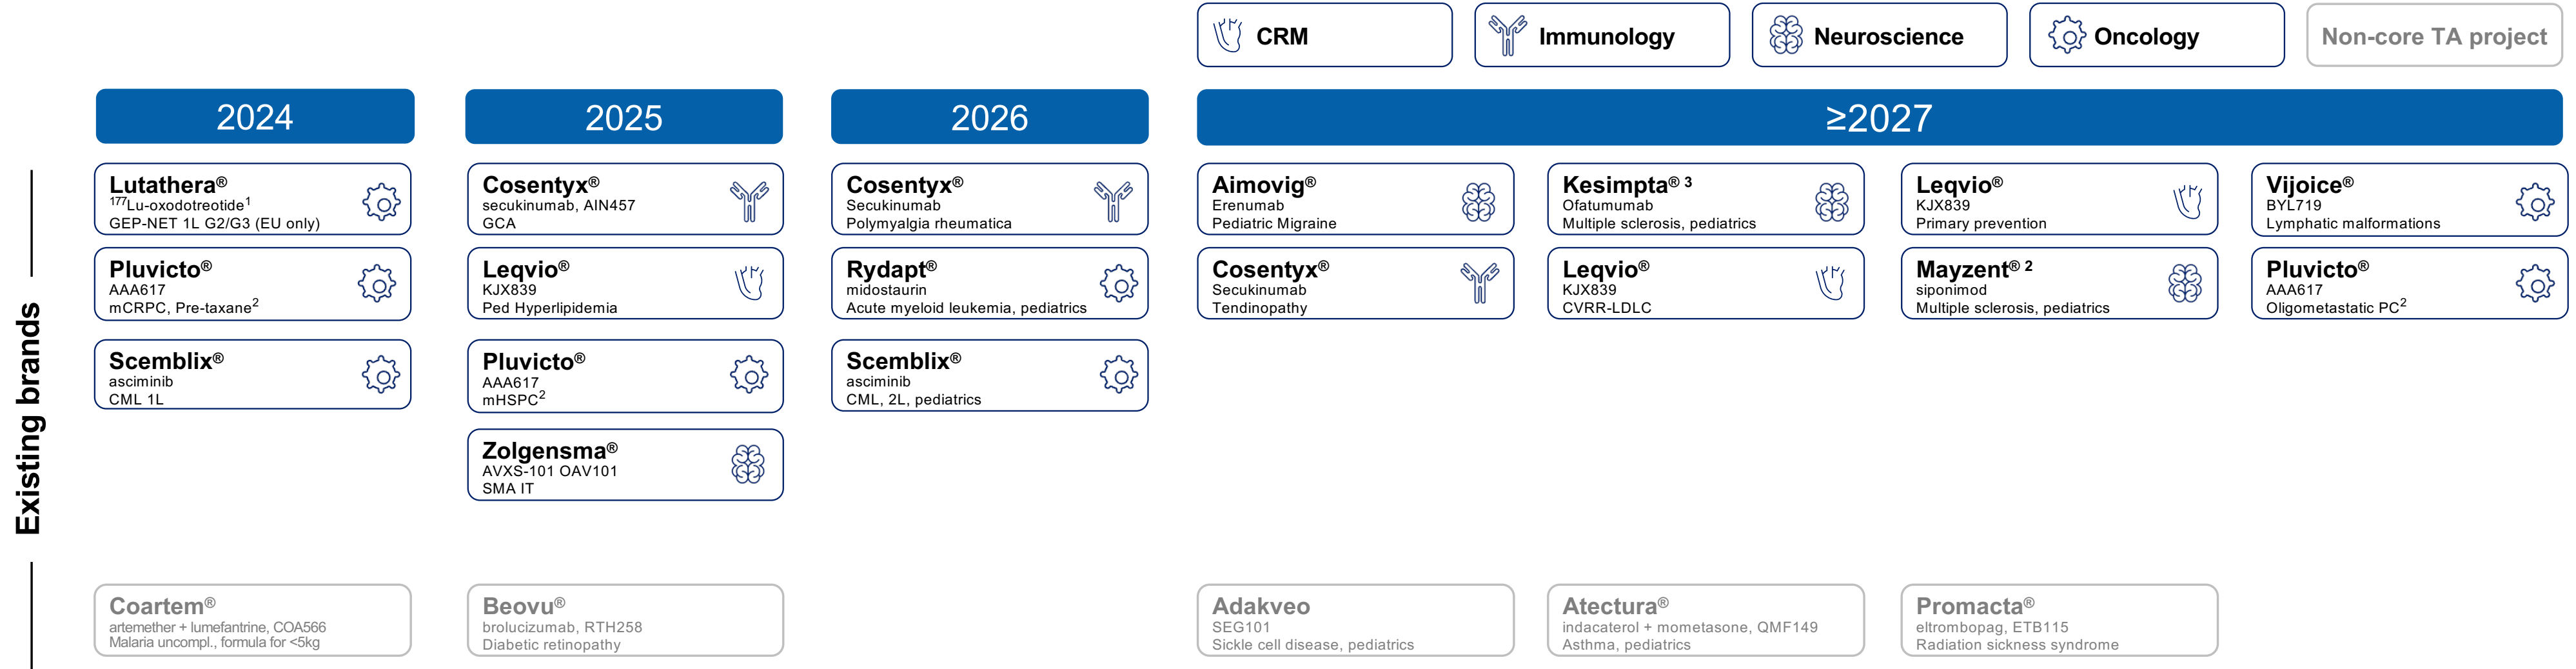 CRM
Immunology
Neuroscience
Oncology
Non-core TA project
2024
2025
2026
≥2027
Existing brands
Lutathera®
¹⁷⁷Lu-oxodotreotide¹
GEP-NET 1L G2/G3 (EU only)
Pluvicto®
AAA617
mCRPC, Pre-taxane²
Scemblix®
asciminib
CML 1L
Coartem®
artemether + lumefantrine, COA566
Malaria uncompl., formula for <5kg
Cosentyx®
secukinumab, AIN457
GCA
Leqvio®
KJX839
Ped Hyperlipidemia
Pluvicto®
AAA617
mHSPC²
Zolgensma®
AVXS-101 OAV101
SMA IT
Beovu®
brolucizumab, RTH258
Diabetic retinopathy
Cosentyx®
Secukinumab
Polymyalgia rheumatica
Rydapt®
midostaurin
Acute myeloid leukemia, pediatrics
Scemblix®
asciminib
CML, 2L, pediatrics
Aimovig®
Erenumab
Pediatric Migraine
Cosentyx®
Secukinumab
Tendinopathy
Adakveo
SEG101
Sickle cell disease, pediatrics
Kesimpta® ³
Ofatumumab
Multiple sclerosis, pediatrics
Leqvio®
KJX839
CVRR-LDLC
Atectura®
indacaterol + mometasone, QMF149
Asthma, pediatrics
Leqvio®
KJX839
Primary prevention
Mayzent® ²
siponimod
Multiple sclerosis, pediatrics
Promacta®
eltrombopag, ETB115
Radiation sickness syndrome
Vijoice®
BYL719
Lymphatic malformations
Pluvicto®
AAA617
Oligometastatic PC²